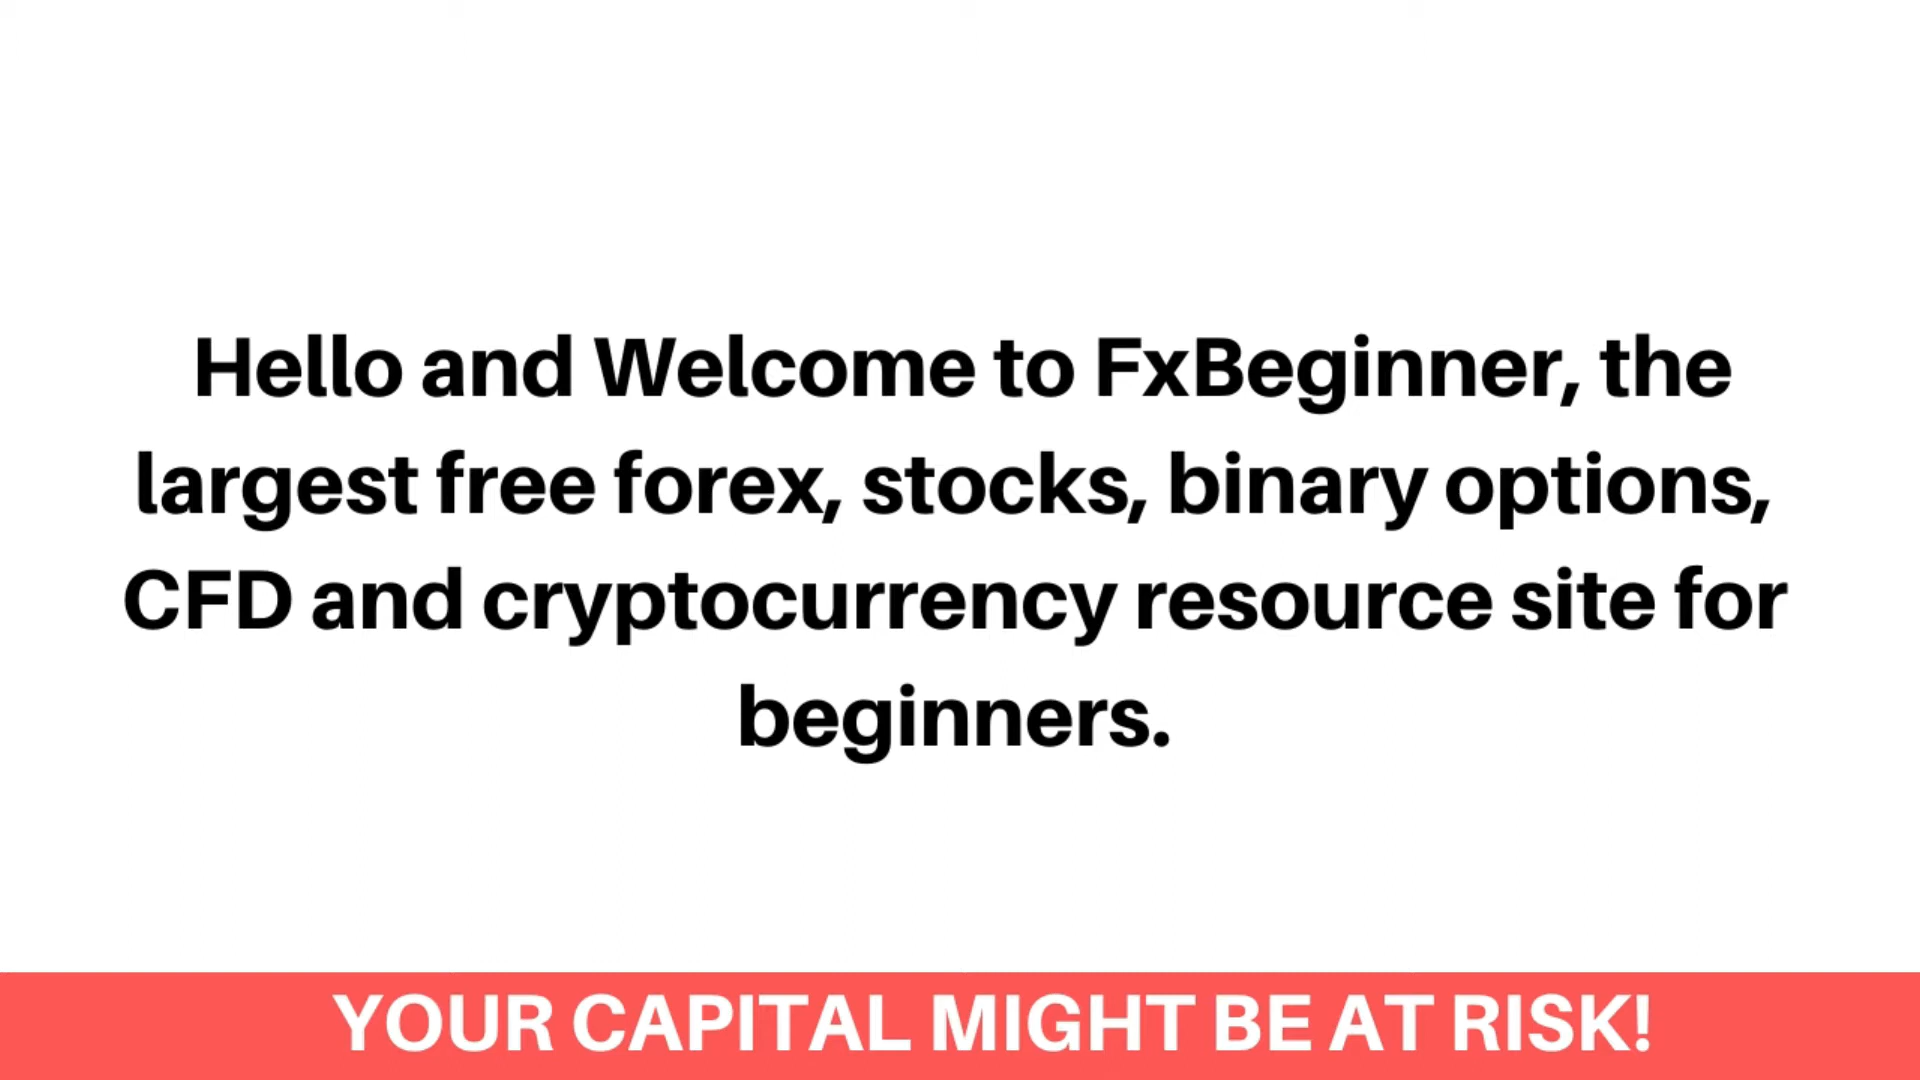 Hello and Welcome to FxBeginner, the
largest free forex, stocks, binary options,
CFD and cryptocurrency resource site for
beginners.
YOUR CAPITAL MIGHT BE AT RISK!